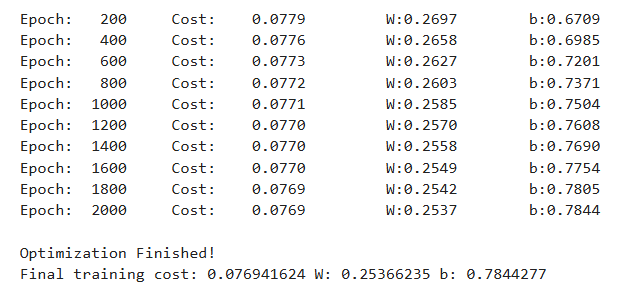 Epoch:   200     Cost:    0.0779         W:0.2697        b:0.6709
Epoch:   400     Cost:    0.0776         W:0.2658        b:0.6985
Epoch:   600     Cost:    0.0773         W:0.2627        b:0.7201
Epoch:   800     Cost:    0.0772         W:0.2603        b:0.7371
Epoch:  1000     Cost:    0.0771         W:0.2585        b:0.7504
Epoch:  1200     Cost:    0.0770         W:0.2570        b:0.7608
Epoch:  1400     Cost:    0.0770         W:0.2558        b:0.7690
Epoch:  1600     Cost:    0.0770         W:0.2549        b:0.7754
Epoch:  1800     Cost:    0.0769         W:0.2542        b:0.7805
Epoch:  2000     Cost:    0.0769         W:0.2537        b:0.7844
Optimization Finished!
Final training cost: 0.076941624 W: 0.25366235 b: 0.7844277